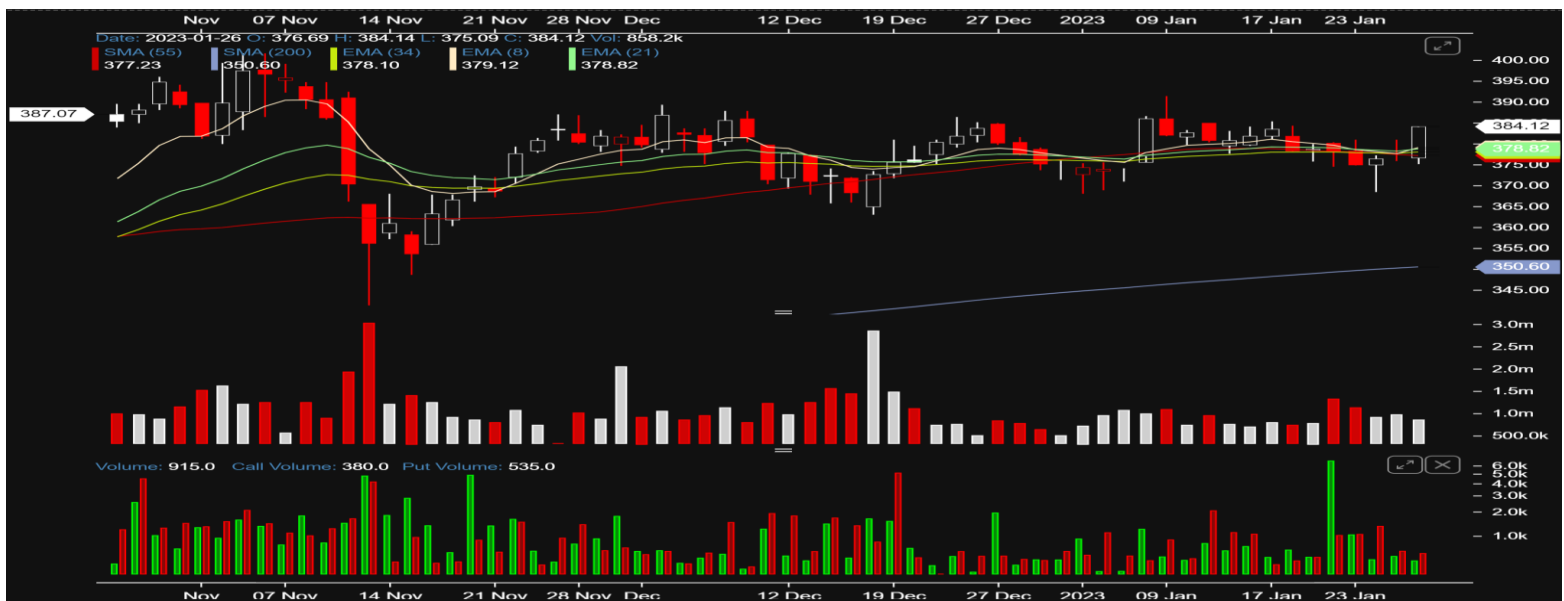 Nov 07 Nov 14 Nov 21 Nov 28 Nov Dec 12 Dec 19 Dec 27 Dec 2023 09 Jan 17 Jan 23 Jan
Date: 2023-01-26 O: 376.69 H: 384.14 L: 375.09 C: 384.12 Vol: 858.2k
SMA (55) SMA (200) EMA (34) EMA (8) EMA (21)
377.23 350.60 378.10 379.12 378.82
400.00
395.00
390.00
387.07
384.12
378.82
375.00
370.00
365.00
360.00
355.00
350.60
345.00
3.0m
2.5m
2.0m
1.5m
1.0m
500.0k
Volume: 915.0 Call Volume: 380.0 Put Volume: 535.0
6.0k
5.0k
4.0k
3.0k
2.0k
1.0k
Nov 07 Nov 14 Nov 21 Nov 28 Nov Dec 12 Dec 19 Dec 27 Dec 2023 09 Jan 17 Jan 23 Jan